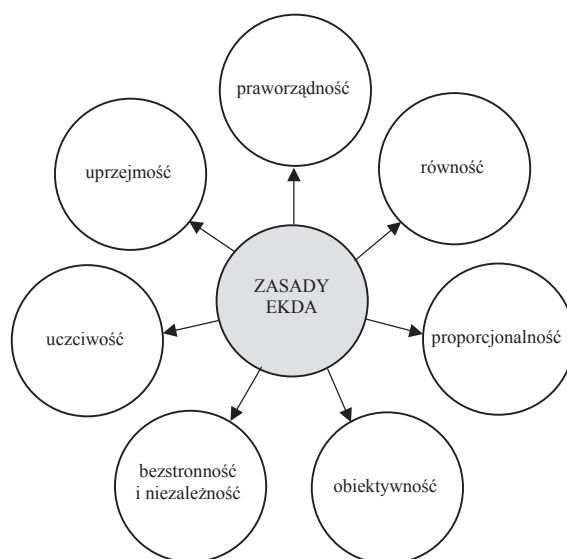 praworządność
uprzejmość
równość
ZASADY
EKDA
uczciwość
proporcjonalność
bezstronność
i niezależność
obiektywność